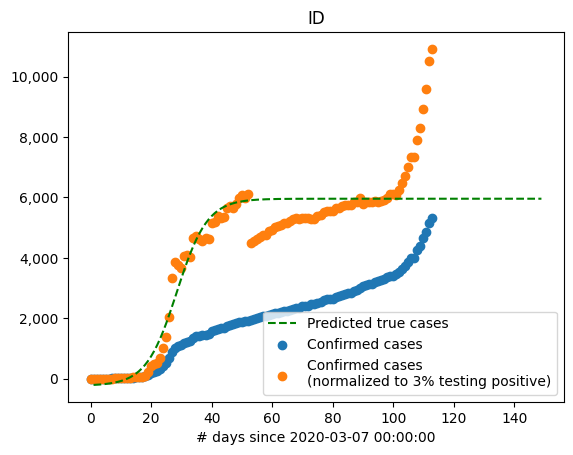 ID
10,000
8,000
6,000
4,000
2,000
0
Predicted true cases
Confirmed cases
Confirmed cases
(normalized to 3% testing positive)
0 20 40 60 80 100 120 140
# days since 2020-03-07 00:00:00